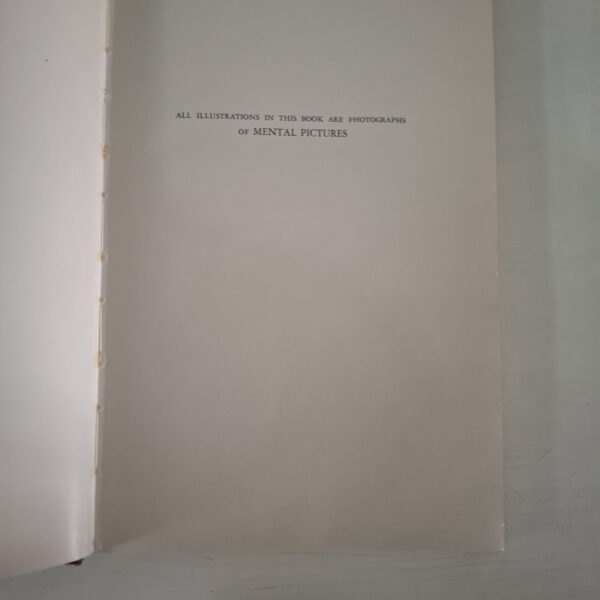 ALL ILLUSTRATIONS IN THIS BOOK ARE PHOTOGRAPHS
OF MENTAL PICTURES